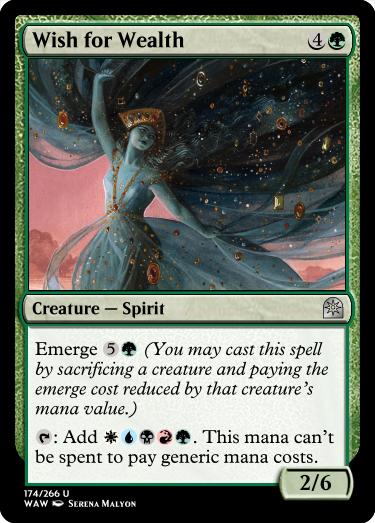 Wish for Wealth 4
Creature — Spirit
Emerge 5 (You may cast this spell
by sacrificing a creature and paying the
emerge cost reduced by that creature's
mana value.)
: Add . This mana can't
be spent to pay generic mana costs.
2/6
174/266 U
WAW Serena Malyon